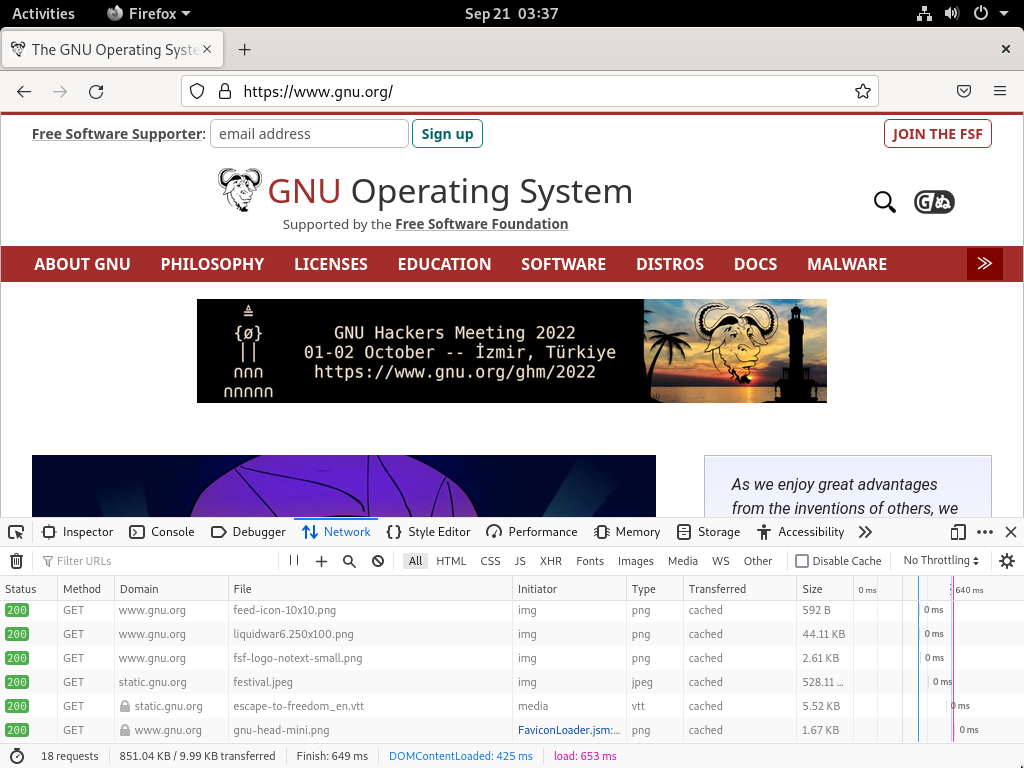 Activities Firefox Sep 21 03:37
The GNU Operating Syste
https://www.gnu.org/
Free Software Supporter: email address Sign up JOIN THE FSF
GNU Operating System
Supported by the Free Software Foundation
ABOUT GNU PHILOSOPHY LICENSES EDUCATION SOFTWARE DISTROS DOCS MALWARE
GNU Hackers Meeting 2022
01-02 October -- İzmir, Türkiye
https://www.gnu.org/ghm/2022
As we enjoy great advantages
from the inventions of others, we
Inspector Console Debugger Network Style Editor Performance Memory Storage Accessibility
Filter URLs All HTML CSS JS XHR Fonts Images Media WS Other Disable Cache No Throttling
Status Method Domain File Initiator Type Transferred Size 0 ms 640 ms
200 GET www.gnu.org feed-icon-10x10.png img png cached 592 B 0 ms
200 GET www.gnu.org liquidwar6.250x100.png img png cached 44.11 KB 0 ms
200 GET www.gnu.org fsf-logo-notext-small.png img png cached 2.61 KB 0 ms
200 GET static.gnu.org festival.jpeg img jpeg cached 528.11 … 0 ms
200 GET static.gnu.org escape-to-freedom_en.vtt media vtt cached 5.52 KB 0 ms
200 GET www.gnu.org gnu-head-mini.png FaviconLoader.jsm:… png cached 1.67 KB 0 ms
18 requests 851.04 KB / 9.99 KB transferred Finish: 649 ms DOMContentLoaded: 425 ms load: 653 ms